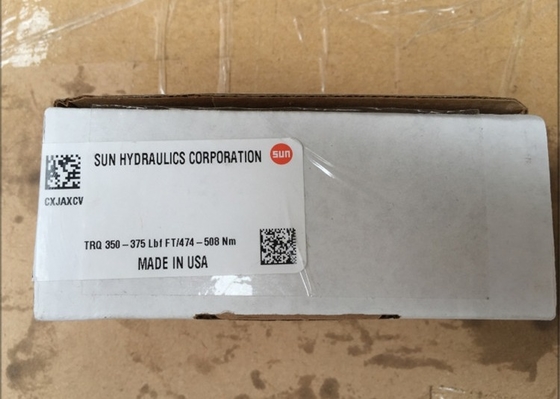 SUN HYDRAULICS CORPORATION
sun
CXJAXCV
TRQ 350–375 Lbf FT/474–508 Nm
MADE IN USA